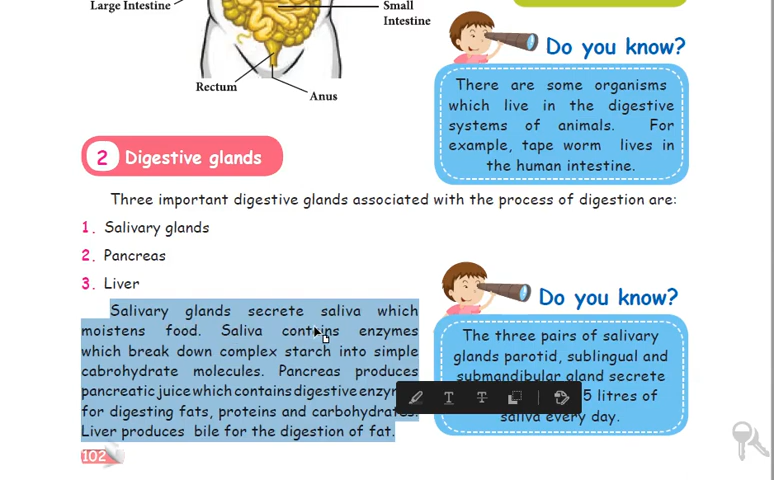 Large Intestine
Small
Intestine
Rectum
Anus
Do you know?
There are some organisms
which live in the digestive
systems of animals. For
example, tape worm lives in
the human intestine.
2 Digestive glands
Three important digestive glands associated with the process of digestion are:
1. Salivary glands
2. Pancreas
3. Liver
Salivary glands secrete saliva which
moistens food. Saliva contains enzymes
which break down complex starch into simple
cabrohydrate molecules. Pancreas produces
pancreatic juice which contains digestive
for digesting fats, proteins and carbohydrates.
Liver produces bile for the digestion of fat.
Do you know?
The three pairs of salivary
glands parotid, sublingual and
submandibular gland secrete
5 litres of
saliva every day.
102